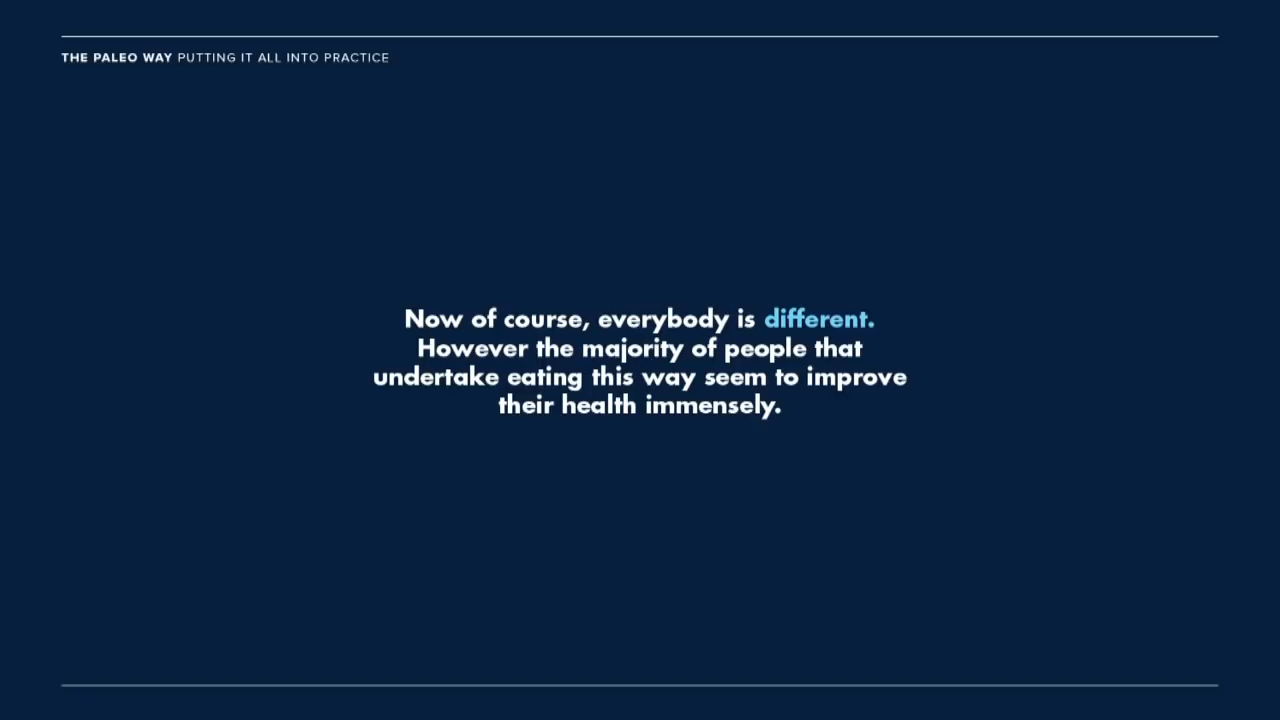 THE PALEO WAY PUTTING IT ALL INTO PRACTICE
Now of course, everybody is different.
However the majority of people that
undertake eating this way seem to improve
their health immensely.